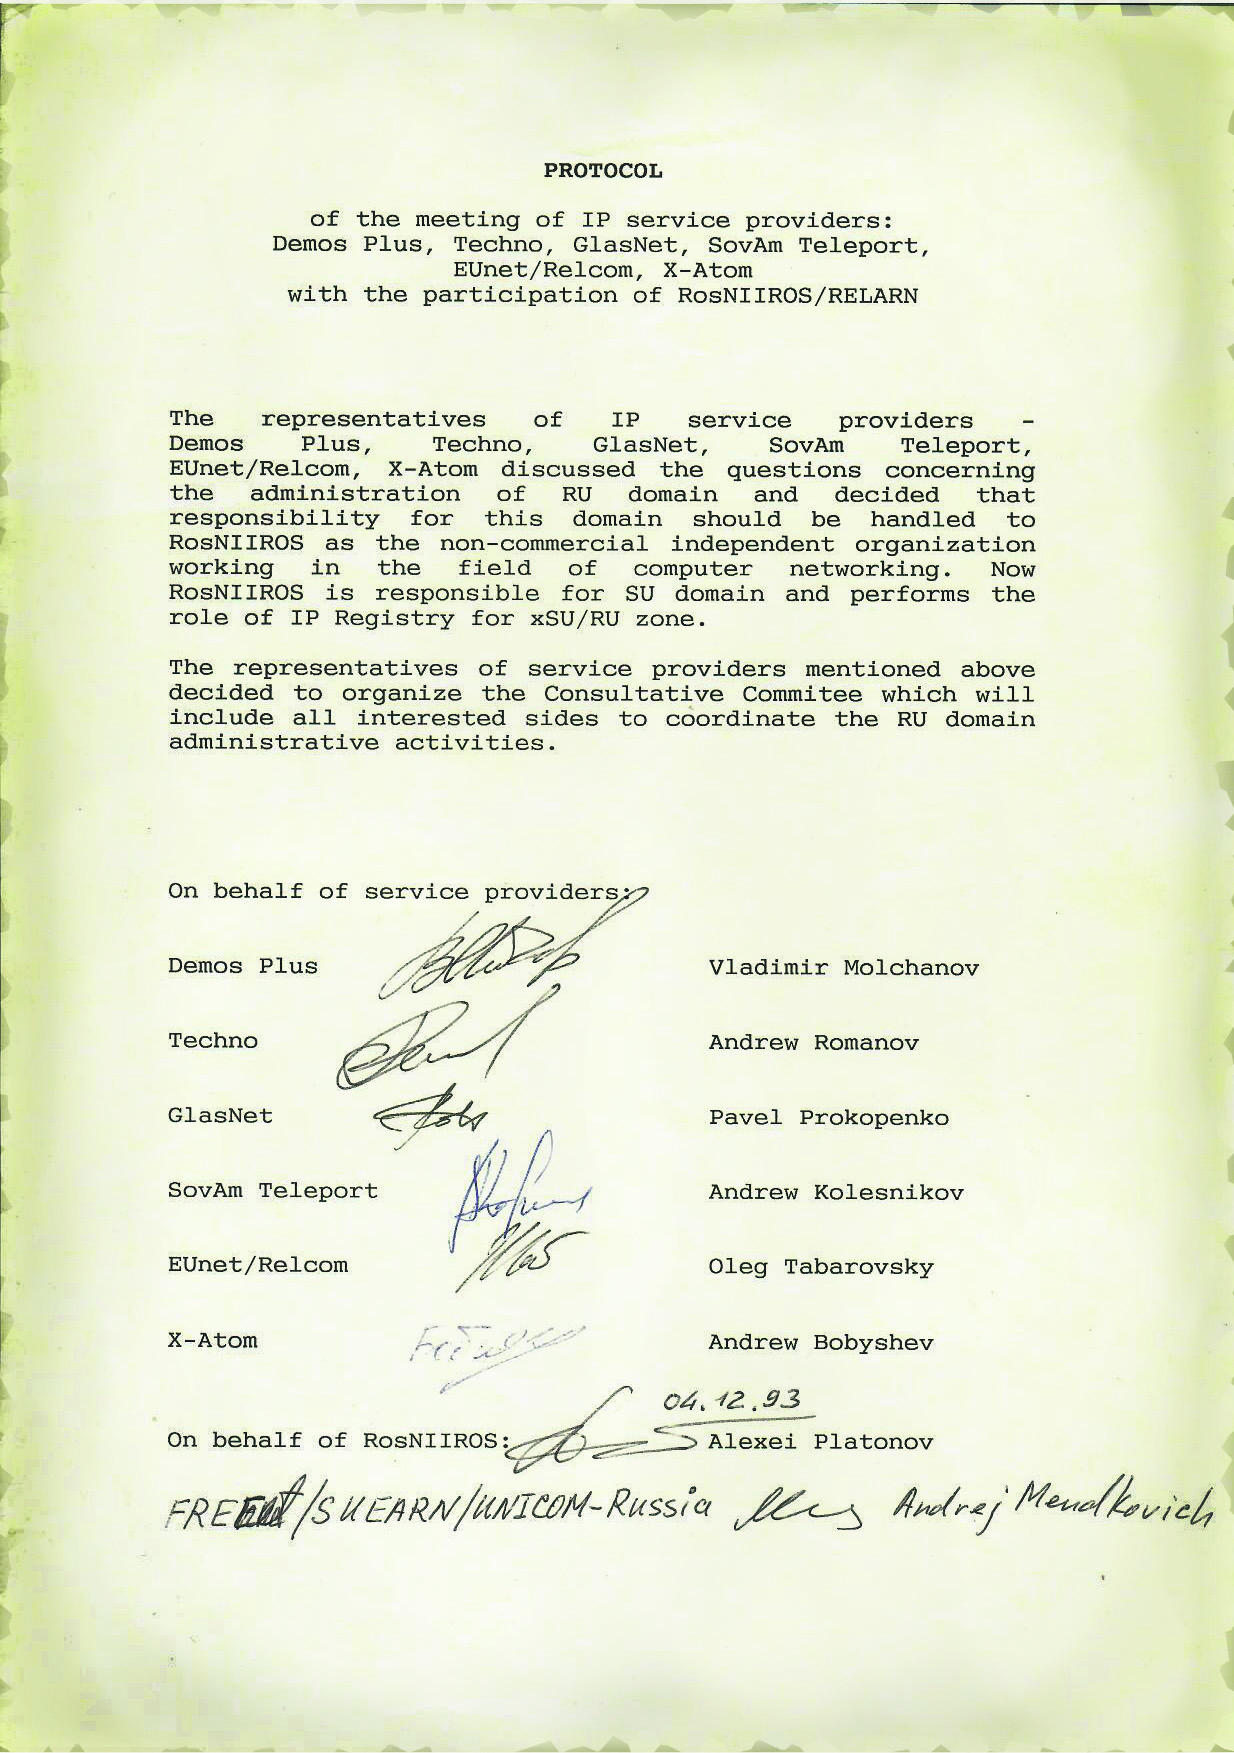 PROTOCOL
of the meeting of IP service providers:
Demos Plus, Techno, GlasNet, SovAm Teleport,
EUnet/Relcom, X-Atom
with the participation of RosNIIROS/RELARN
The representatives of IP service providers -
Demos Plus, Techno, GlasNet, SovAm Teleport,
EUnet/Relcom, X-Atom discussed the questions concerning
the administration of RU domain and decided that
responsibility for this domain should be handled to
RosNIIROS as the non-commercial independent organization
working in the field of computer networking. Now
RosNIIROS is responsible for SU domain and performs the
role of IP Registry for xSU/RU zone.
The representatives of service providers mentioned above
decided to organize the Consultative Commitee which will
include all interested sides to coordinate the RU domain
administrative activities.
On behalf of service providers:
Demos Plus Vladimir Molchanov
Techno Andrew Romanov
GlasNet Pavel Prokopenko
SovAm Teleport Andrew Kolesnikov
EUnet/Relcom Oleg Tabarovsky
X-Atom Andrew Bobyshev
04.12.93
On behalf of RosNIIROS: Alexei Platonov
FREEnet/SUEARN/UNICOM-Russia Andrej Mendkovich